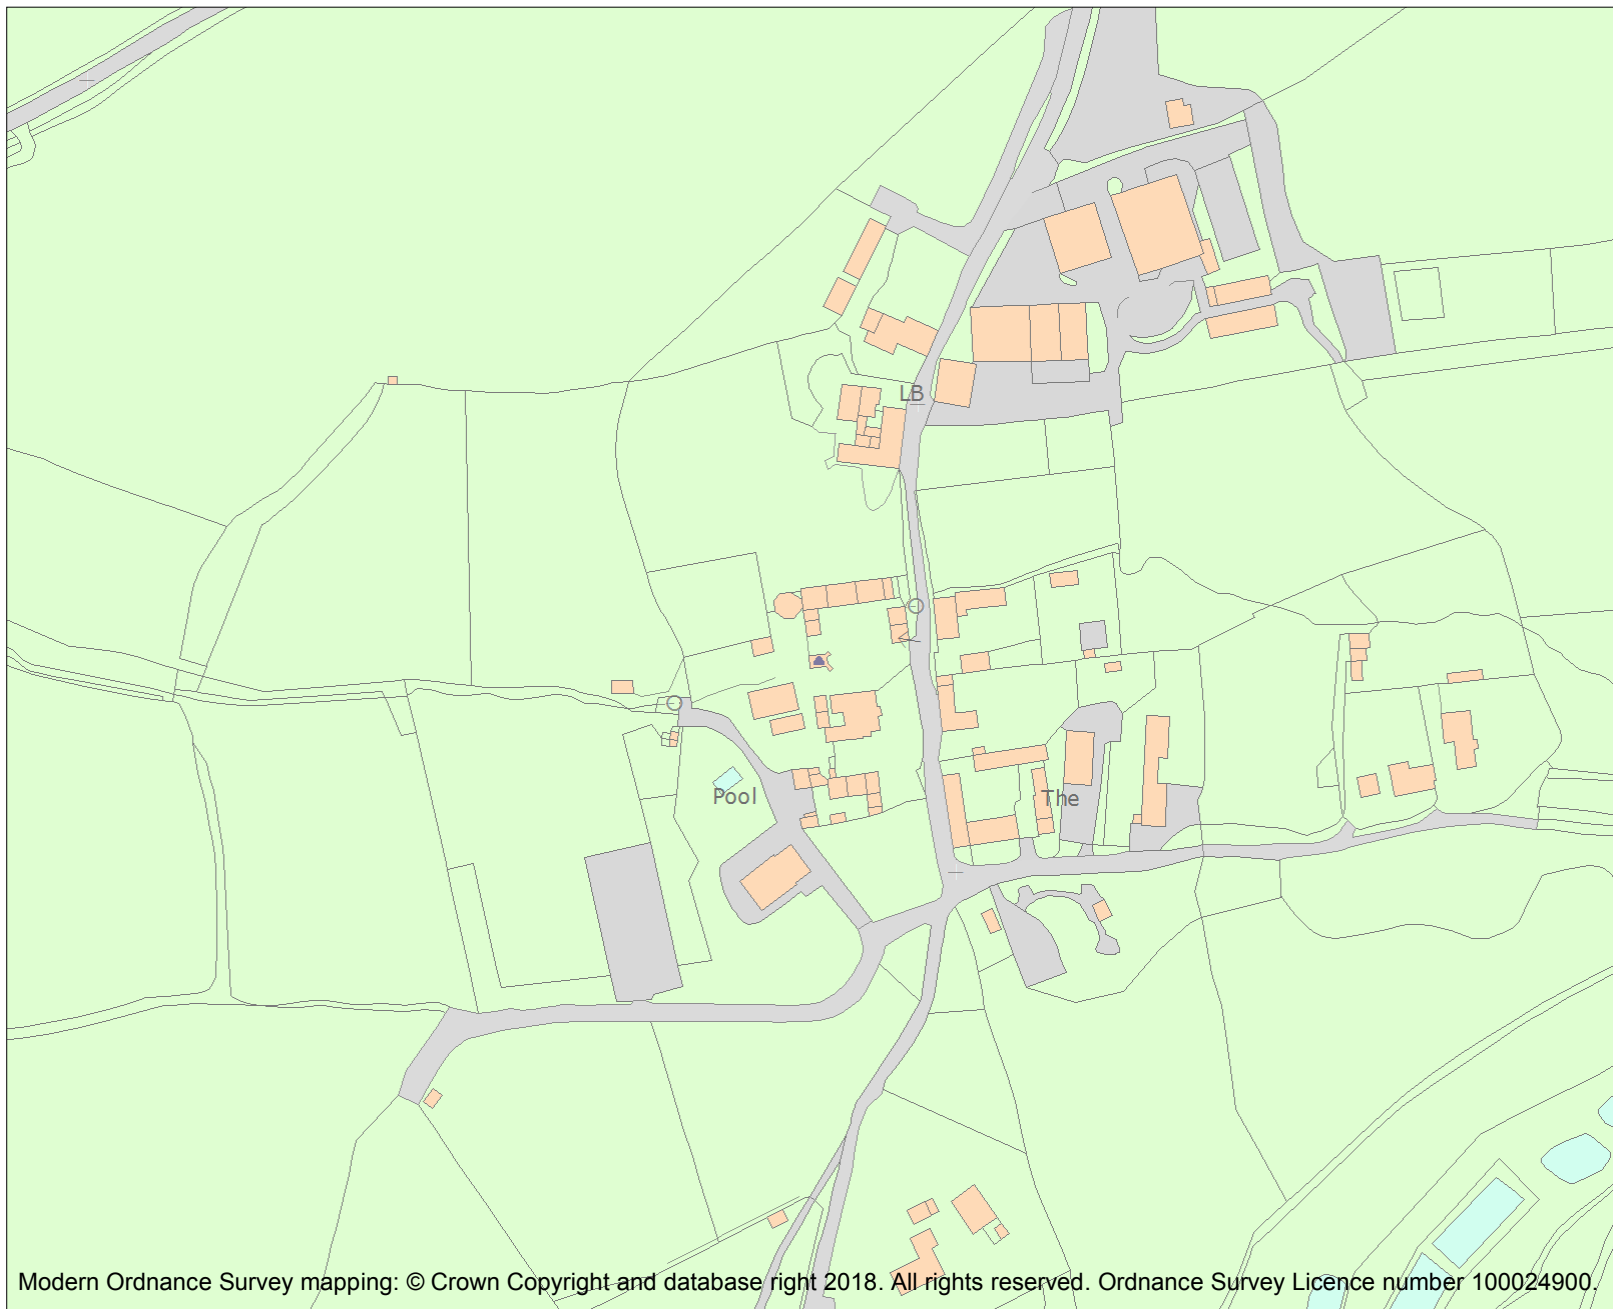 LB
Pool
The
Modern Ordnance Survey mapping: © Crown Copyright and database right 2018. All rights reserved. Ordnance Survey Licence number 100024900.